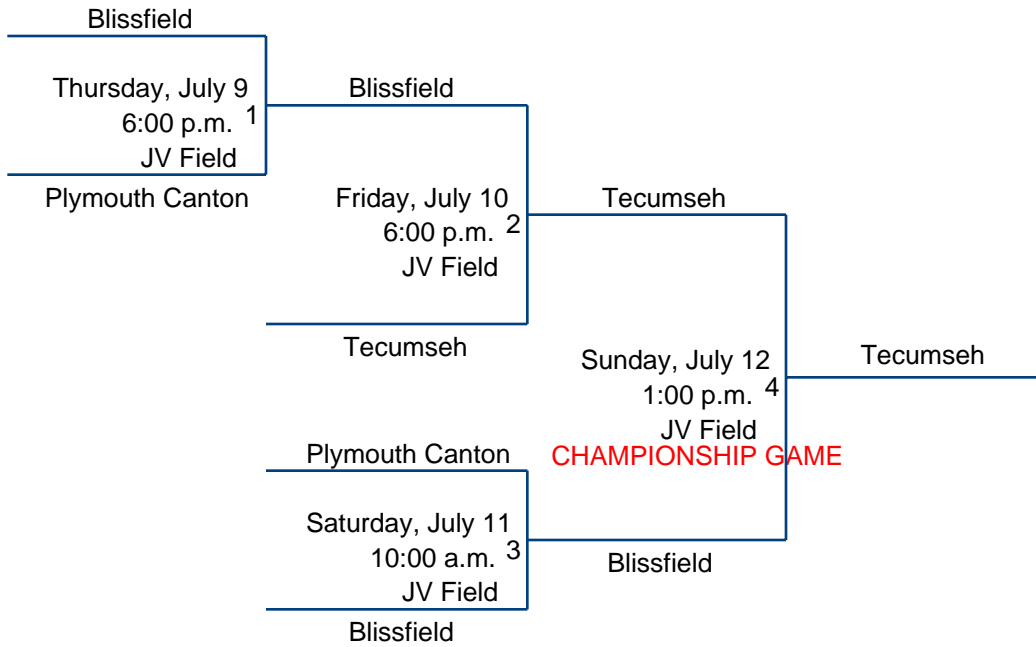 Blissfield
Thursday, July 9
6:00 p.m. 1
JV Field
Plymouth Canton
Blissfield
Friday, July 10
6:00 p.m. 2
JV Field
Tecumseh
Tecumseh
Sunday, July 12
1:00 p.m. 4
JV Field
CHAMPIONSHIP GAME
Tecumseh
Plymouth Canton
Saturday, July 11
10:00 a.m. 3
JV Field
Blissfield
Blissfield